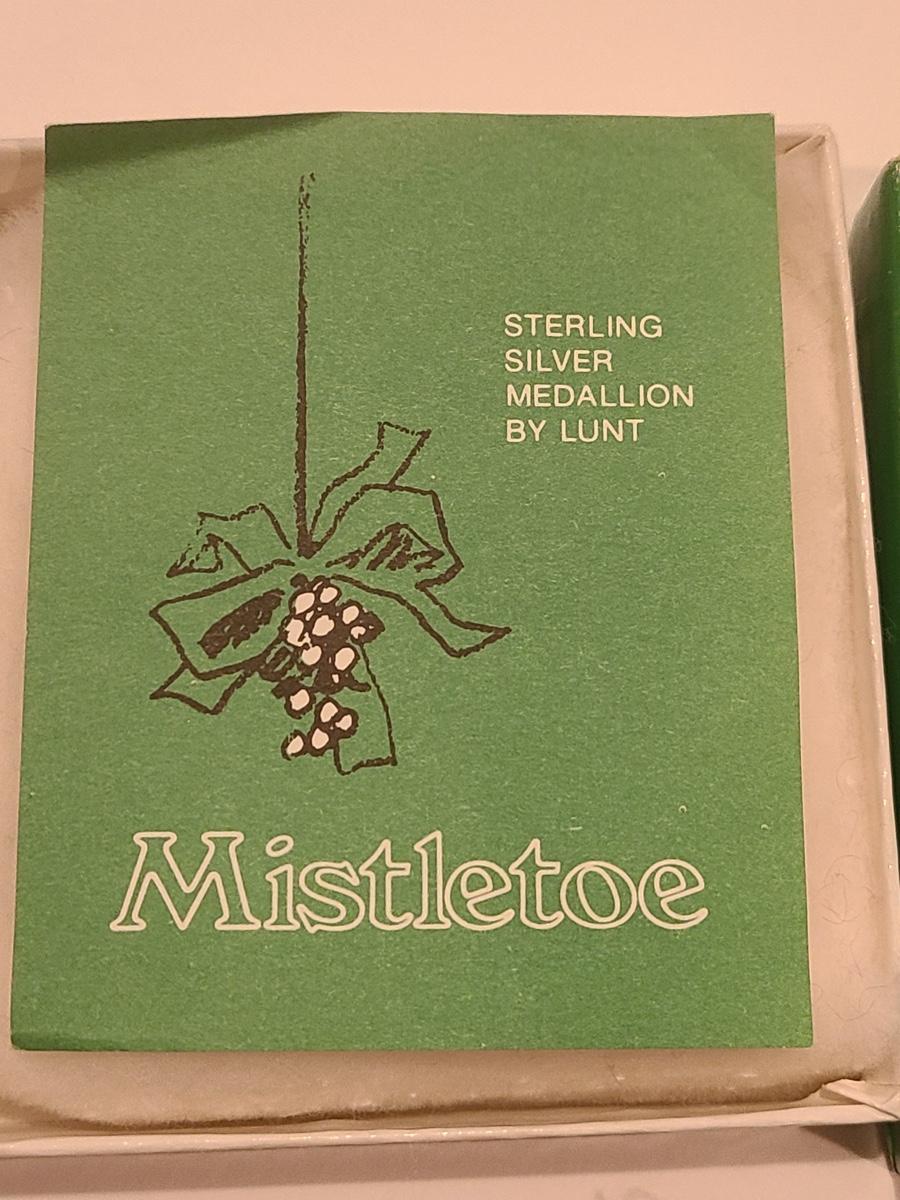 STERLING
SILVER
MEDALLION
BY LUNT
Mistletoe